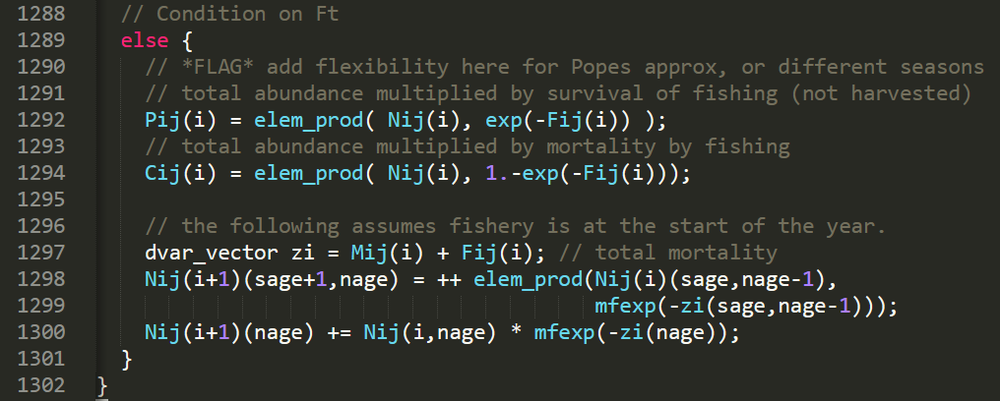 1288 // Condition on Ft
1289 else {
1290 // *FLAG* add flexibility here for Popes approx, or different seasons
1291 // total abundance multiplied by survival of fishing (not harvested)
1292 Pij(i) = elem_prod( Nij(i), exp(-Fij(i)) );
1293 // total abundance multiplied by mortality by fishing
1294 Cij(i) = elem_prod( Nij(i), 1.-exp(-Fij(i)));
1295
1296 // the following assumes fishery is at the start of the year.
1297 dvar_vector zi = Mij(i) + Fij(i); // total mortality
1298 Nij(i+1)(sage+1,nage) = ++ elem_prod(Nij(i)(sage,nage-1),
1299 mfexp(-zi(sage,nage-1)));
1300 Nij(i+1)(nage) += Nij(i,nage) * mfexp(-zi(nage));
1301 }
1302 }